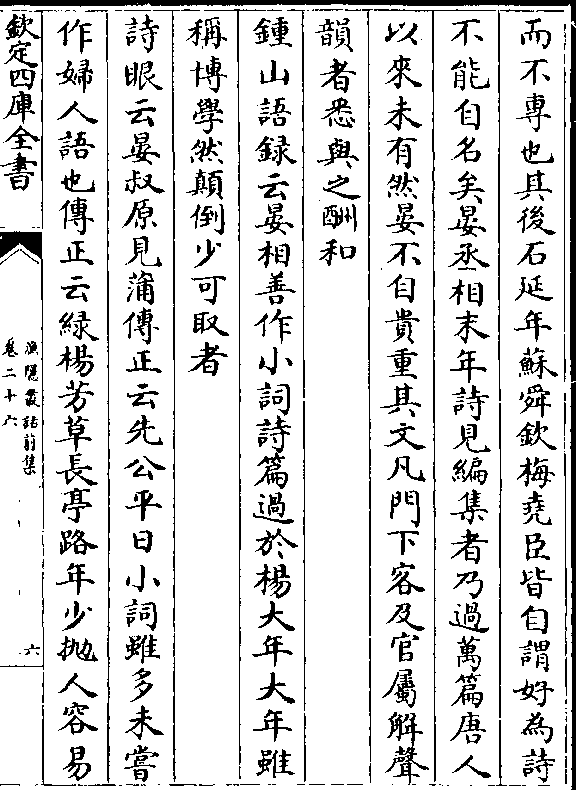 而不專也其後石延年蘇舜欽梅堯臣皆自謂好為詩
不能自名矣晏丞相末年詩見編集者乃過萬篇唐人
以來未有然晏不自貴重其文凡門下客及官屬解聲
韻者悉與之酬和
鍾山語録云晏相善作小詞詩篇過於楊大年大年雖
稱博學然顛倒少可取者
詩眼云晏叔原見蒲傳正云先公平日小詞雖多未嘗
作婦人語也傳正云緑楊芳草長亭路年少抛人容易
欽定四庫全書
漁隱叢話前集
卷二十六
六